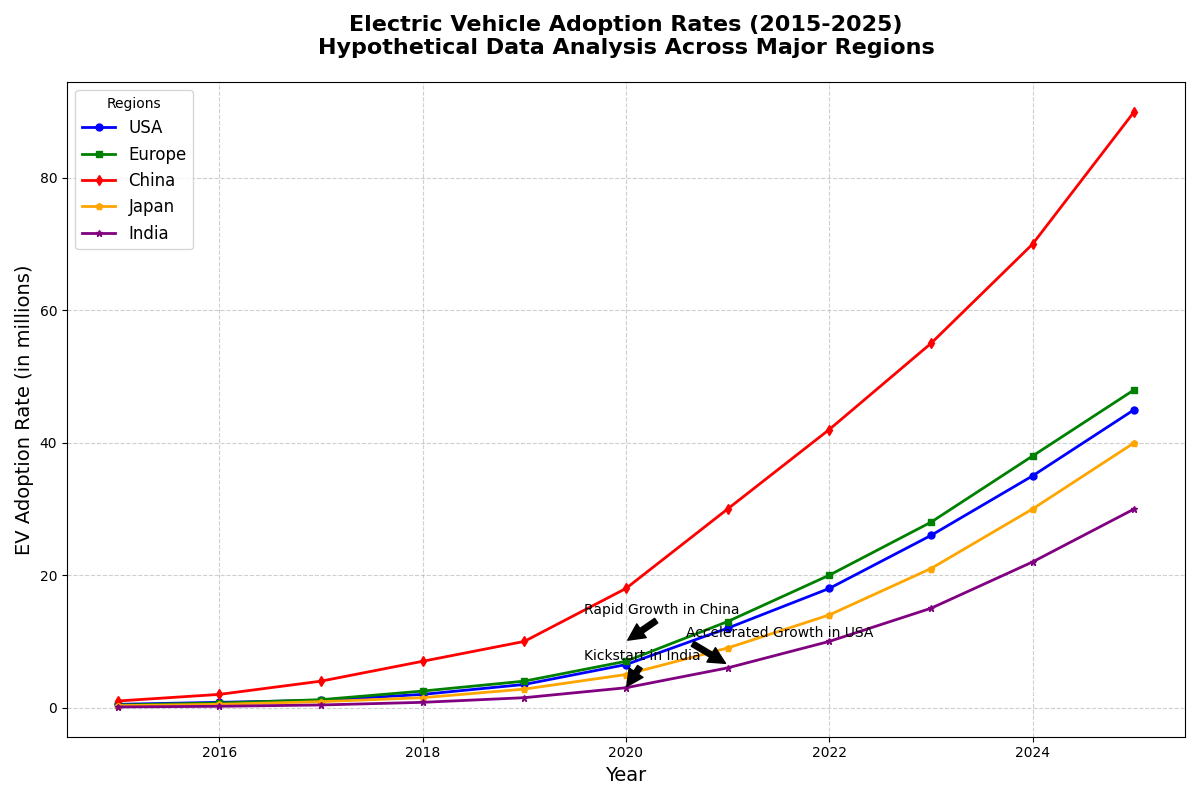 Electric Vehicle Adoption Rates (2015-2025)
Hypothetical Data Analysis Across Major Regions
Regions
USA
Europe
China
Japan
India
EV Adoption Rate (in millions)
80
60
40
20
0
Rapid Growth in China
Accelerated Growth in USA
Kickstart in India
2016
2018
2020
2022
2024
Year